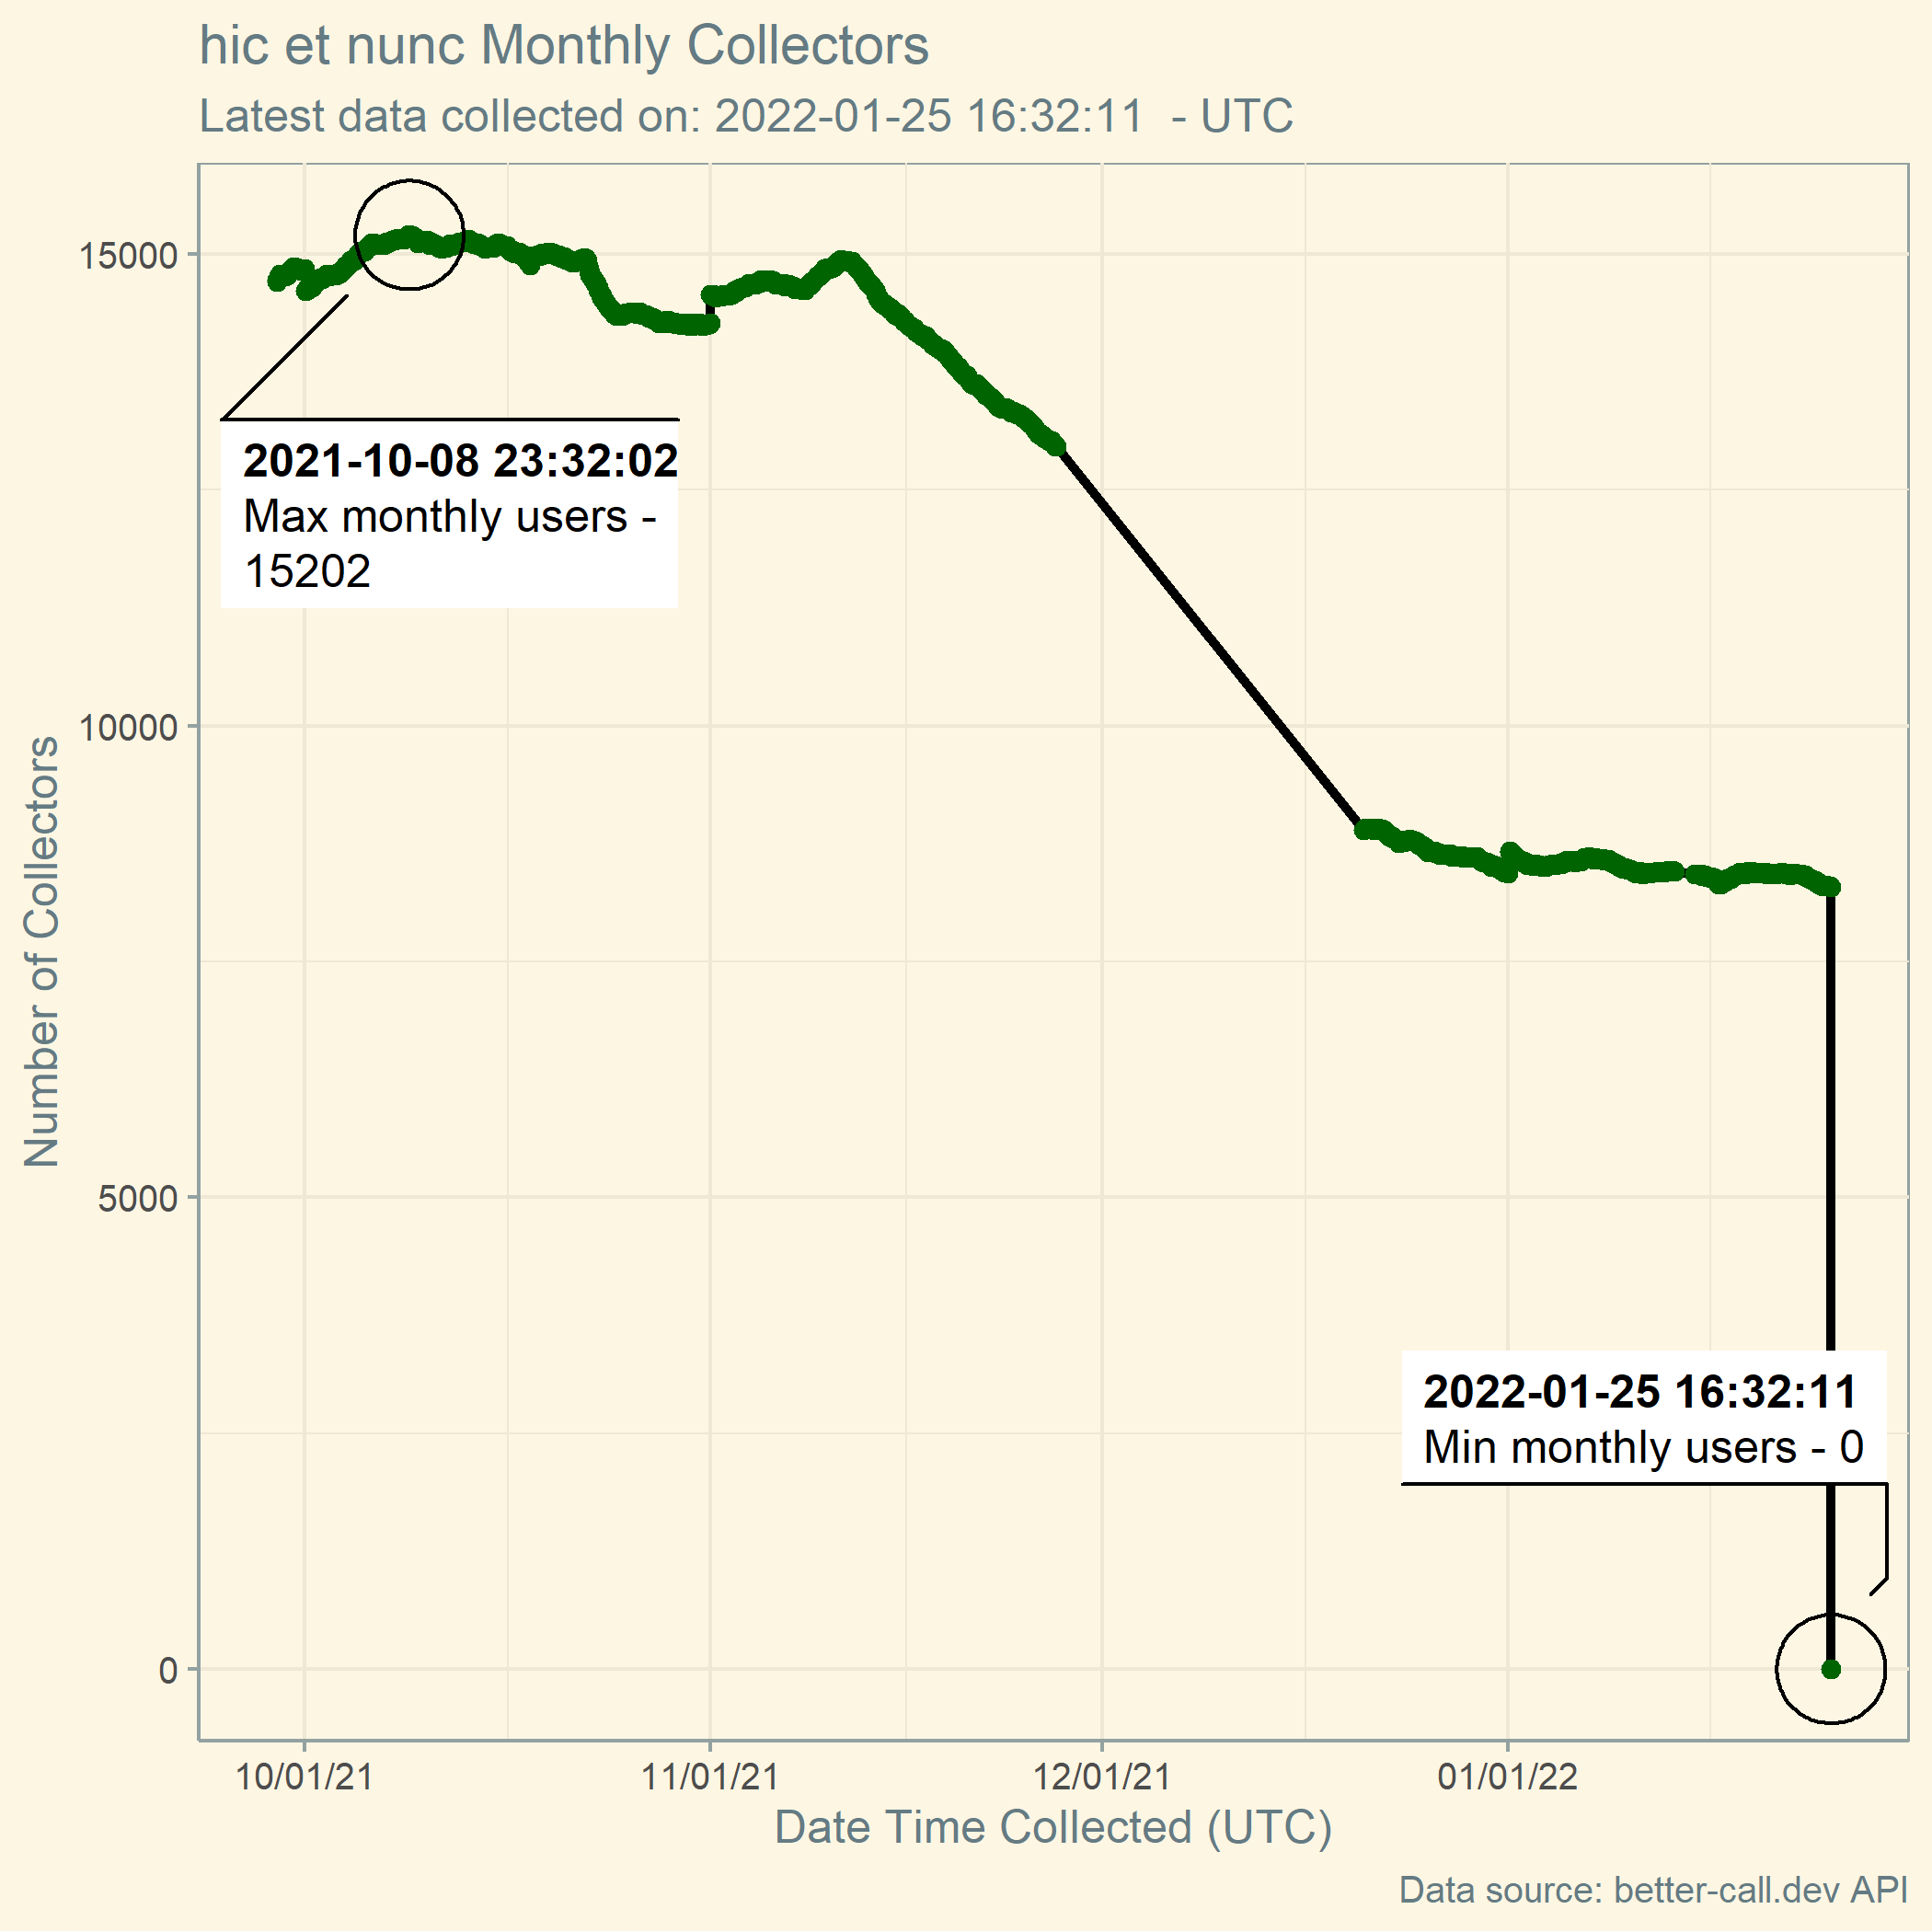 hic et nunc Monthly Collectors
Latest data collected on: 2022-01-25 16:32:11  - UTC
Number of Collectors
15000
10000
5000
0
2021-10-08 23:32:02
Max monthly users -
15202
2022-01-25 16:32:11
Min monthly users - 0
10/01/21
11/01/21
12/01/21
01/01/22
Date Time Collected (UTC)
Data source: better-call.dev API